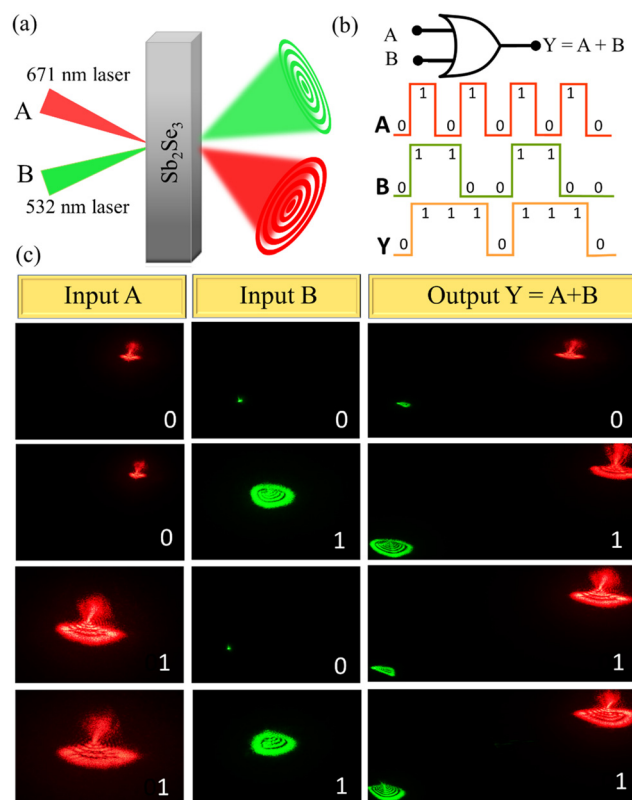 (a)
671 nm laser
A
B
532 nm laser
Sb₂Se₃
(b)
A
B
Y = A + B
A 0 1 0 1 0 1 0 1 0
B 0 1 1 0 0 1 1 0 0
Y 0 1 1 1 0 1 1 1 0
(c)
Input A Input B Output Y = A+B
0 0 0
0 1 1
1 0 1
1 1 1